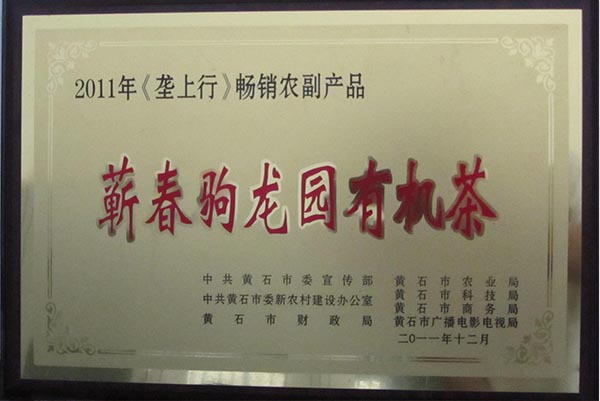 2011年《垄上行》畅销农副产品
蕲春驹龙园有机茶
中共黄石市委宣传部 黄石市农业局
中共黄石市委新农村建设办公室 黄石市科技局
黄石市商务局
黄石市财政局 黄石市广播电影电视局
二〇一一年十二月